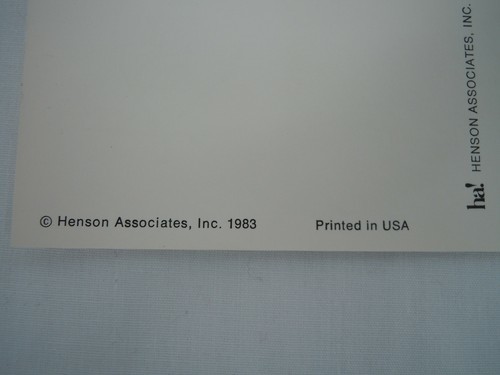 © Henson Associates, Inc. 1983
Printed in USA
ha! HENSON ASSOCIATES, INC.